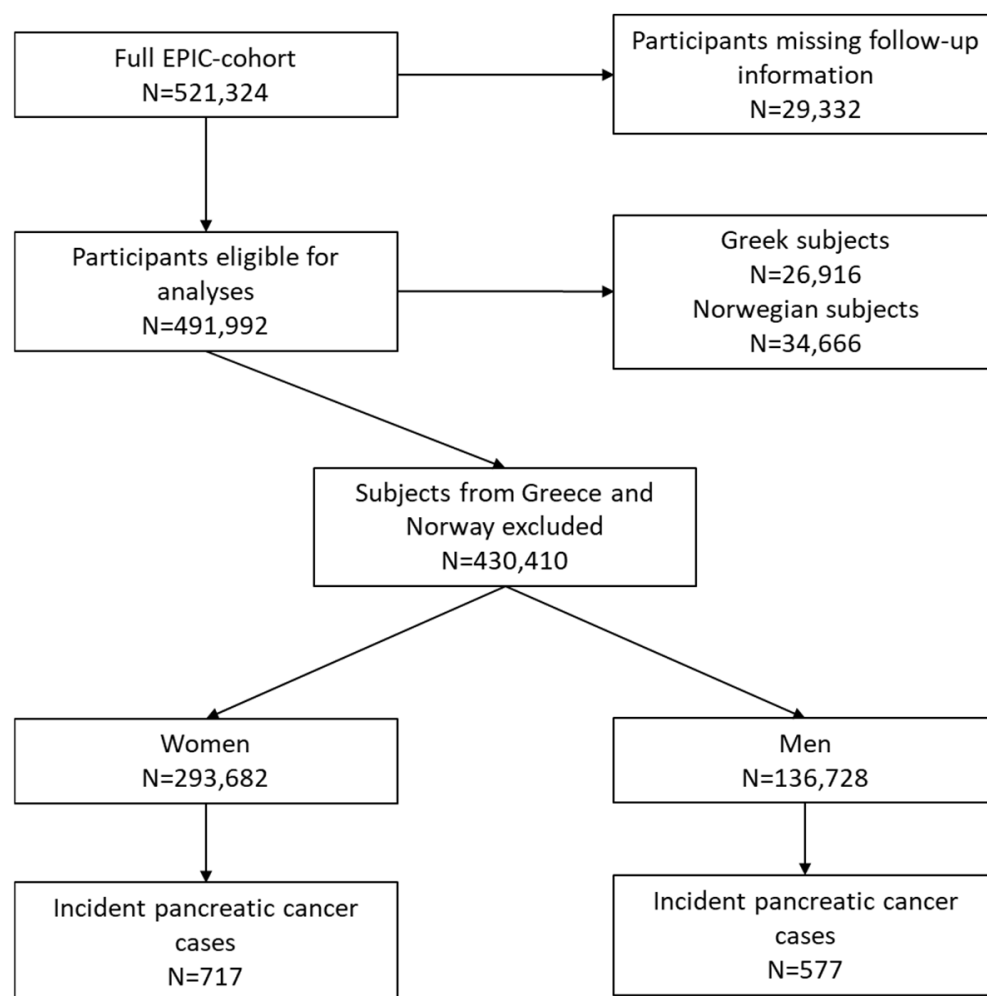 Full EPIC-cohort
N=521,324
Participants missing follow-up
information
N=29,332
Participants eligible for
analyses
N=491,992
Greek subjects
N=26,916
Norwegian subjects
N=34,666
Subjects from Greece and
Norway excluded
N=430,410
Women
N=293,682
Men
N=136,728
Incident pancreatic cancer
cases
N=717
Incident pancreatic cancer
cases
N=577